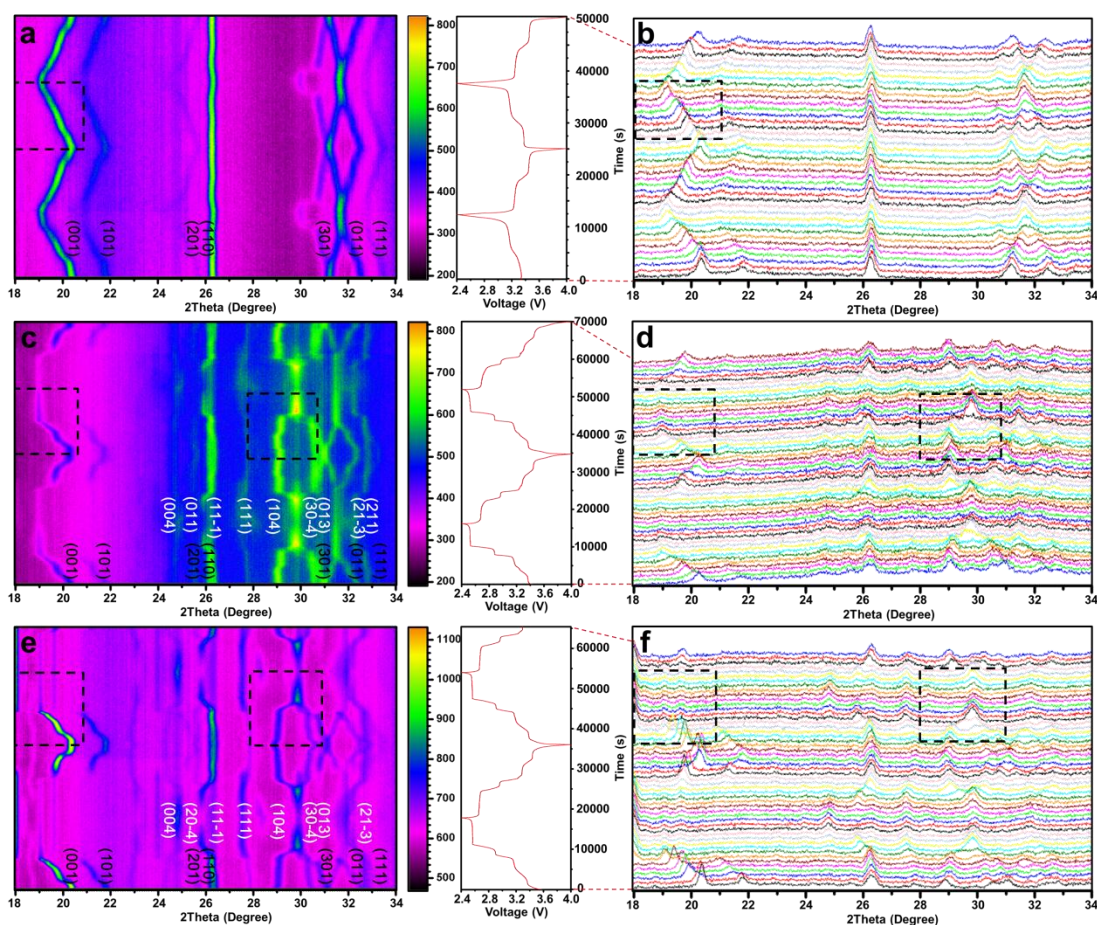 a
(001)
(101)
(201)
(110)
(301)
(011)
(111)
18 20 22 24 26 28 30 32 34
2Theta (Degree)
800
700
600
500
400
300
200
2.4 2.8 3.2 3.6 4.0
Voltage (V)
50000
40000
30000
20000
10000
0
Time (s)
b
18 20 22 24 26 28 30 32 34
2Theta (Degree)
c
(004)
(011)
(11-1)
(111)
(104)
(30-4)
(013)
(21-3)
(211)
(001)
(101)
(201)
(110)
(301)
(011)
(111)
18 20 22 24 26 28 30 32 34
2Theta (Degree)
800
700
600
500
400
300
200
2.4 2.8 3.2 3.6 4.0
Voltage (V)
70000
60000
50000
40000
30000
20000
10000
0
Time (s)
d
18 20 22 24 26 28 30 32 34
2Theta (Degree)
e
(004)
(20-4)
(11-1)
(111)
(104)
(30-4)
(013)
(21-3)
(001)
(101)
(201)
(110)
(301)
(011)
(111)
18 20 22 24 26 28 30 32 34
2Theta (Degree)
1100
1000
900
800
700
600
500
2.4 2.8 3.2 3.6 4.0
Voltage (V)
60000
50000
40000
30000
20000
10000
0
Time (s)
f
18 20 22 24 26 28 30 32 34
2Theta (Degree)